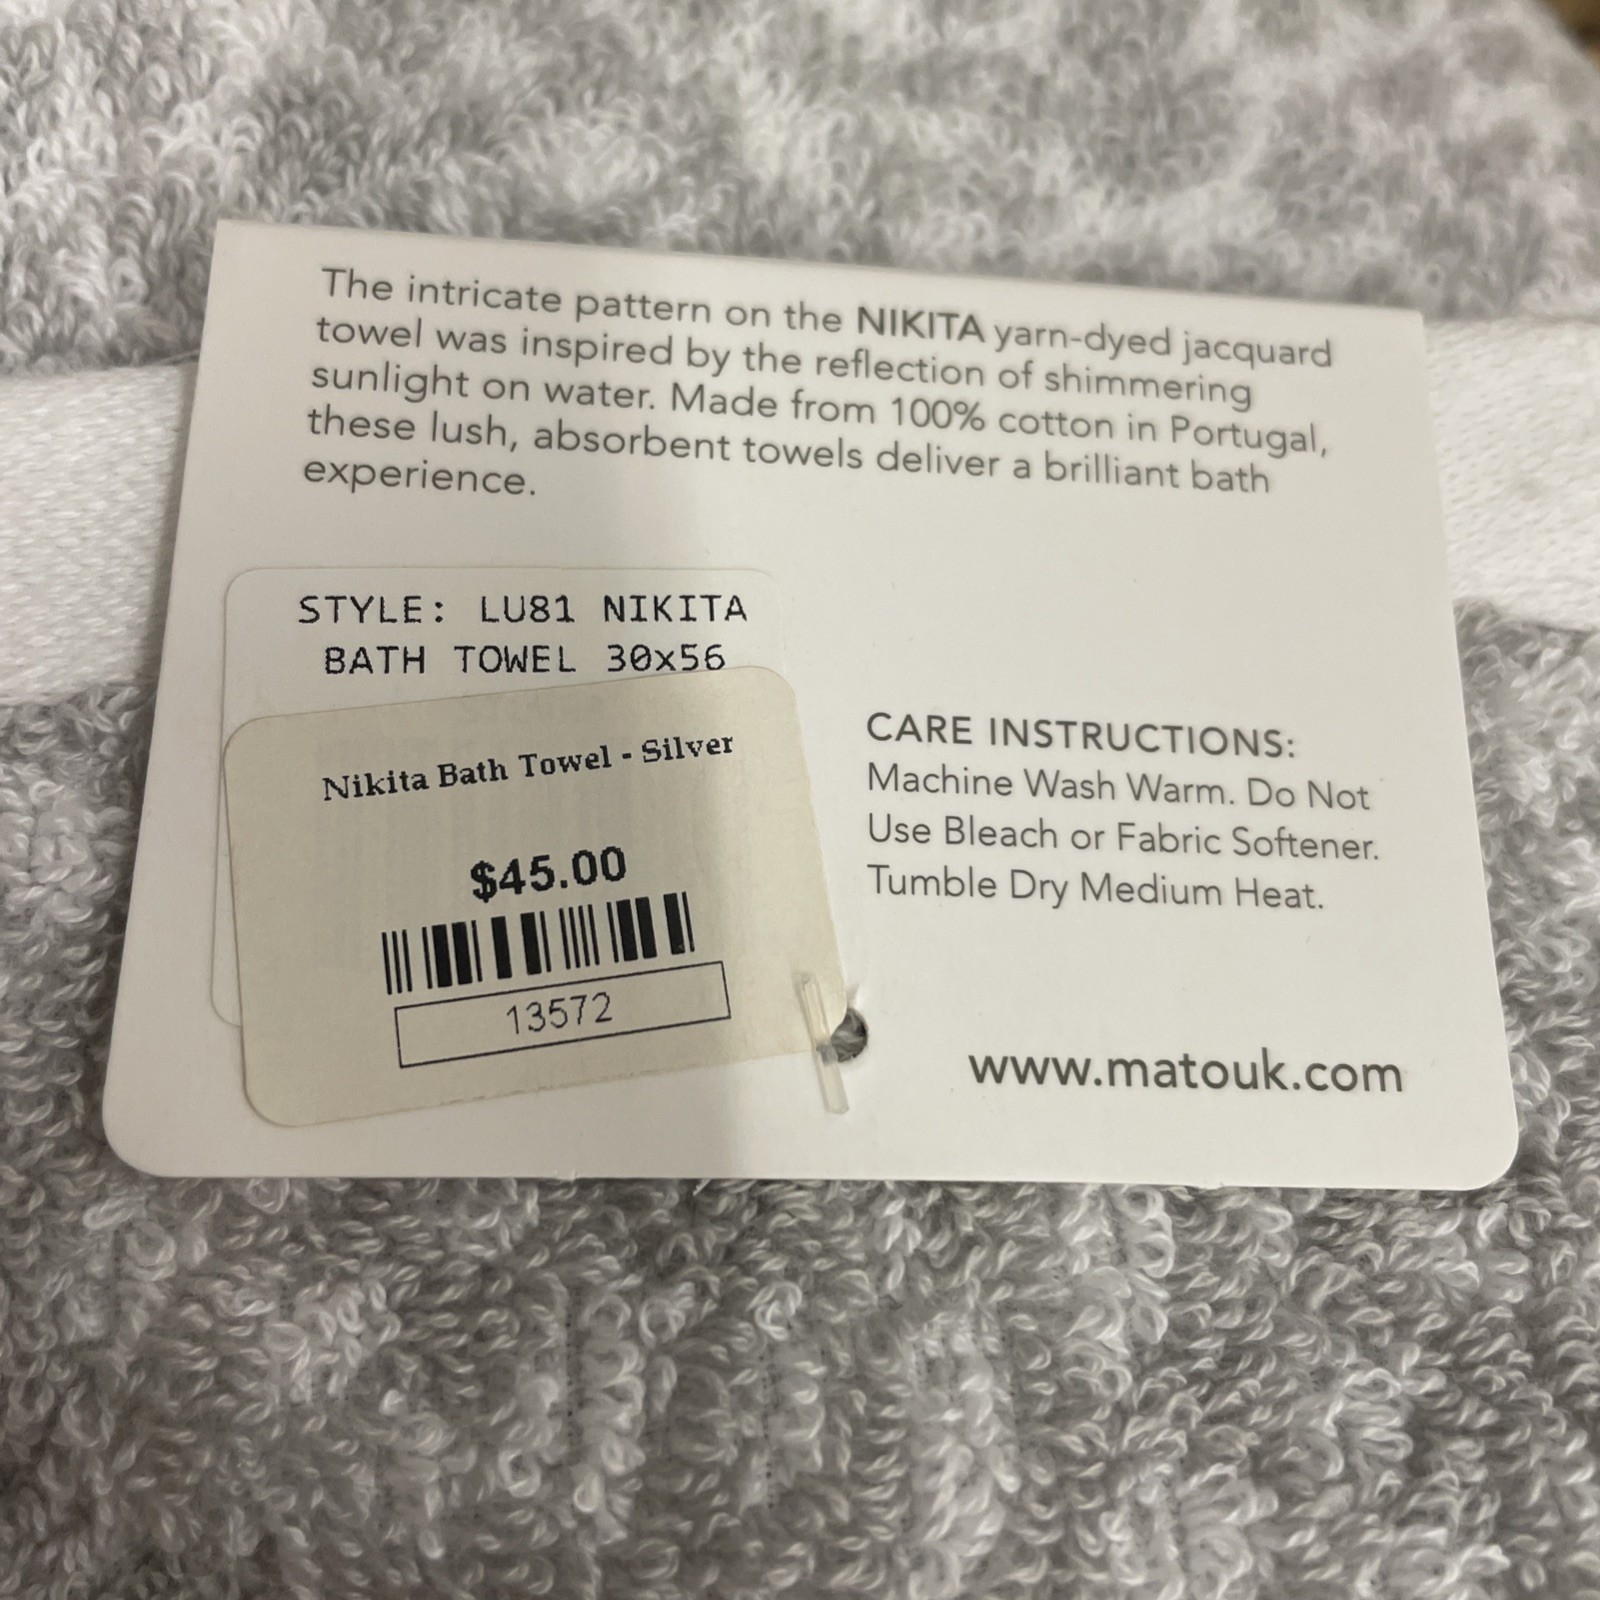 The intricate pattern on the NIKITA yarn-dyed jacquard
towel was inspired by the reflection of shimmering
sunlight on water. Made from 100% cotton in Portugal,
these lush, absorbent towels deliver a brilliant bath
experience.
STYLE: LU81 NIKITA
BATH TOWEL 30x56
Nikita Bath Towel - Silver
$45.00
13572
CARE INSTRUCTIONS:
Machine Wash Warm. Do Not
Use Bleach or Fabric Softener.
Tumble Dry Medium Heat.
www.matouk.com